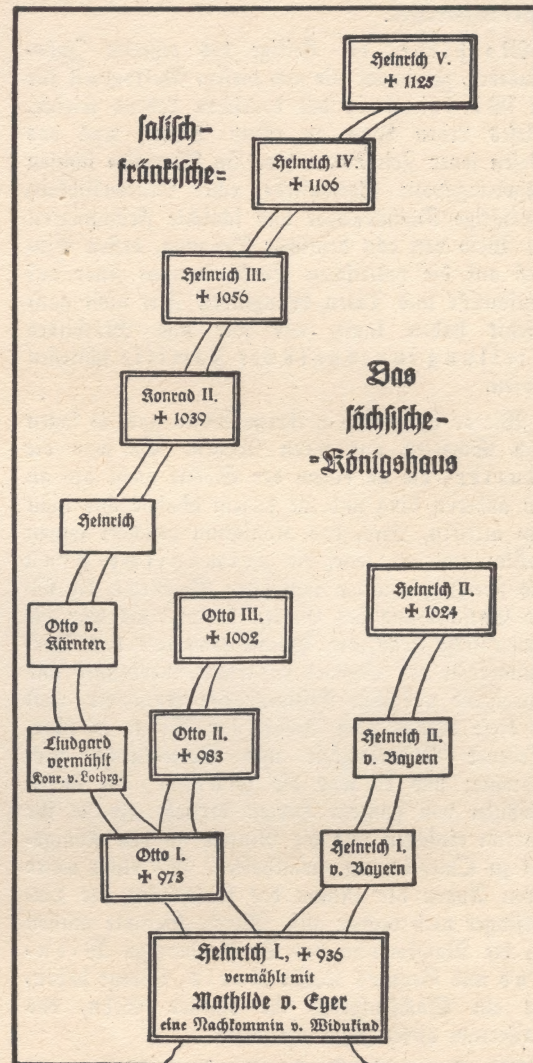 Heinrich V.
✠ 1125
salisch-
fränkische=
Heinrich IV.
✠ 1106
Heinrich III.
✠ 1056
Konrad II.
✠ 1039
Das
sächsische-
=Königshaus
Heinrich
Heinrich II.
✠ 1024
Otto v.
Kärnten
Otto III.
✠ 1002
Liudgard
vermählt
Konr. v. Lothrg.
Otto II.
✠ 983
Heinrich II.
v. Bayern
Otto I.
✠ 973
Heinrich I.
v. Bayern
Heinrich I., ✠ 936
vermählt mit
Mathilde v. Eger
eine Nachkommin v. Widukind